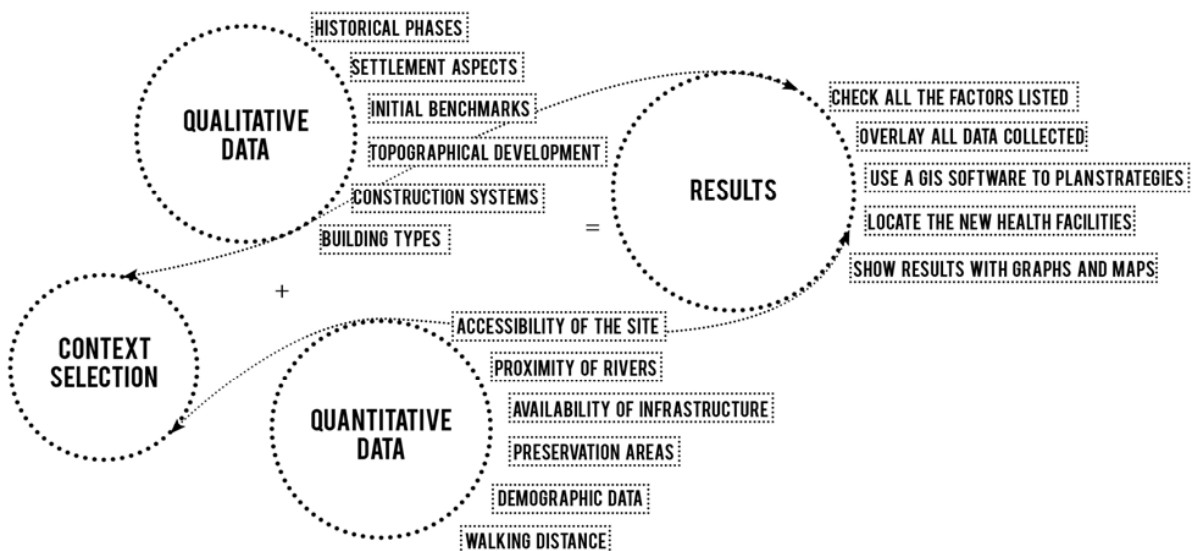 HISTORICAL PHASES
SETTLEMENT ASPECTS
INITIAL BENCHMARKS
TOPOGRAPHICAL DEVELOPMENT
CONSTRUCTION SYSTEMS
BUILDING TYPES
QUALITATIVE
DATA
=
RESULTS
CHECK ALL THE FACTORS LISTED
OVERLAY ALL DATA COLLECTED
USE A GIS SOFTWARE TO PLANSTRATEGIES
LOCATE THE NEW HEALTH FACILITIES
SHOW RESULTS WITH GRAPHS AND MAPS
+
CONTEXT
SELECTION
QUANTITATIVE
DATA
ACCESSIBILITY OF THE SITE
PROXIMITY OF RIVERS
AVAILABILITY OF INFRASTRUCTURE
PRESERVATION AREAS
DEMOGRAPHIC DATA
WALKING DISTANCE